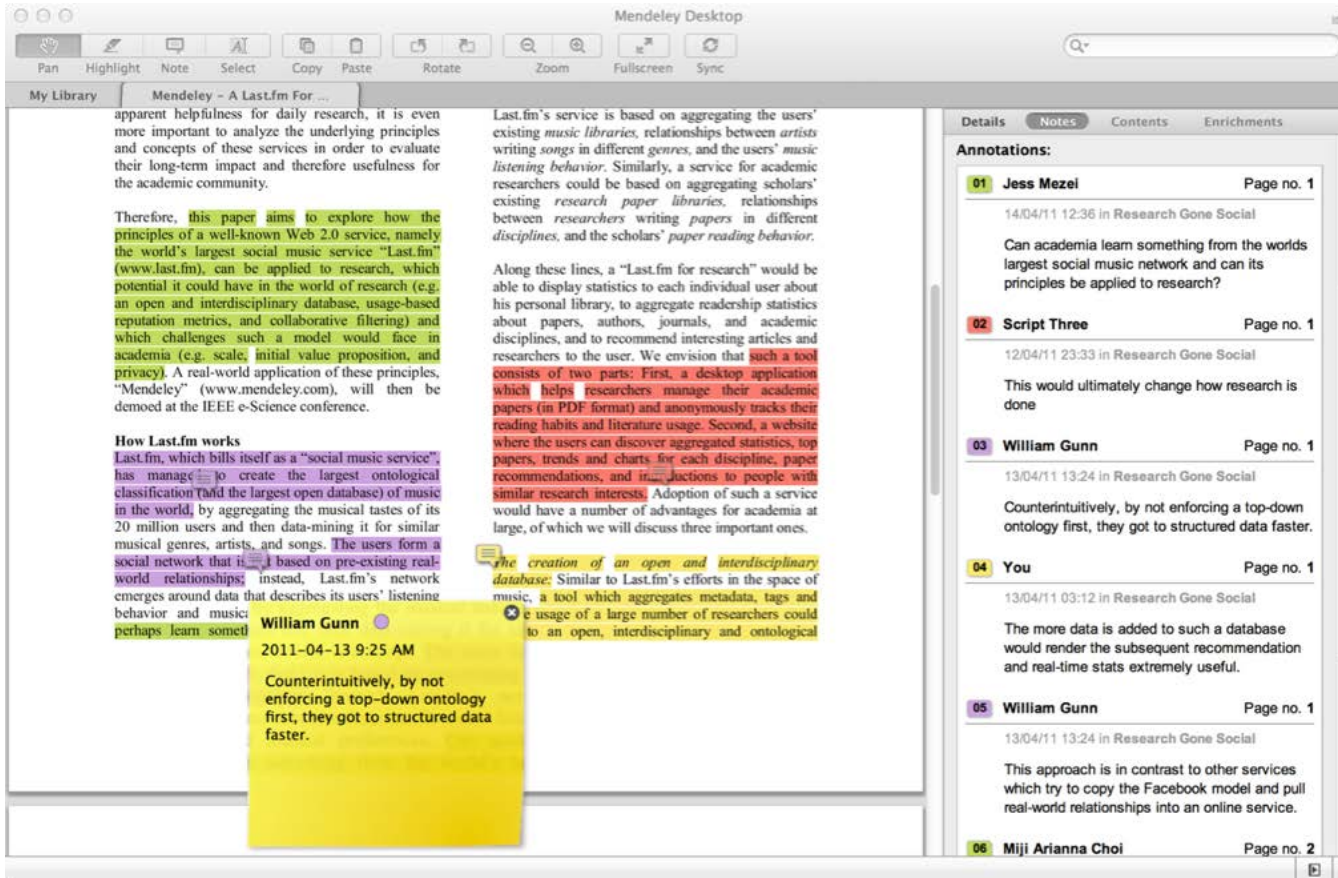 Mendeley Desktop
Pan Highlight Note Select Copy Paste Rotate Zoom Fullscreen Sync
My Library Mendeley – A Last.fm For ...
apparent helpfulness for daily research, it is even
more important to analyze the underlying principles
and concepts of these services in order to evaluate
their long-term impact and therefore usefulness for
the academic community.
Therefore, this paper aims to explore how the
principles of a well-known Web 2.0 service, namely
the world's largest social music service “Last.fm”
(www.last.fm), can be applied to research, which
potential it could have in the world of research (e.g.
an open and interdisciplinary database, usage-based
reputation metrics, and collaborative filtering) and
which challenges such a model would face in
academia (e.g. scale, initial value proposition, and
privacy). A real-world application of these principles,
“Mendeley” (www.mendeley.com), will then be
demoed at the IEEE e-Science conference.
How Last.fm works
Last.fm, which bills itself as a “social music service”,
has manage to create the largest ontological
classification (and the largest open database) of music
in the world, by aggregating the musical tastes of its
20 million users and then data-mining it for similar
musical genres, artists, and songs. The users form a
social network that is t based on pre-existing real-
world relationships; instead, Last.fm's network
emerges around data that describes its users' listening
behavior and musica
perhaps learn someth
Last.fm's service is based on aggregating the users'
existing music libraries, relationships between artists
writing songs in different genres, and the users' music
listening behavior. Similarly, a service for academic
researchers could be based on aggregating scholars'
existing research paper libraries, relationships
between researchers writing papers in different
disciplines, and the scholars' paper reading behavior.
Along these lines, a “Last.fm for research” would be
able to display statistics to each individual user about
his personal library, to aggregate readership statistics
about papers, authors, journals, and academic
disciplines, and to recommend interesting articles and
researchers to the user. We envision that such a tool
consists of two parts: First, a desktop application
which helps researchers manage their academic
papers (in PDF format) and anonymously tracks their
reading habits and literature usage. Second, a website
where the users can discover aggregated statistics, top
papers, trends and charts for each discipline, paper
recommendations, and in ductions to people with
similar research interests. Adoption of such a service
would have a number of advantages for academia at
large, of which we will discuss three important ones.
The creation of an open and interdisciplinary
database: Similar to Last.fm's efforts in the space of
music, a tool which aggregates metadata, tags and
e usage of a large number of researchers could
to an open, interdisciplinary and ontological
William Gunn
2011-04-13 9:25 AM
Counterintuitively, by not
enforcing a top-down ontology
first, they got to structured data
faster.
Details Notes Contents Enrichments
Annotations:
01 Jess Mezei Page no. 1
14/04/11 12:36 in Research Gone Social
Can academia learn something from the worlds
largest social music network and can its
principles be applied to research?
02 Script Three Page no. 1
12/04/11 23:33 in Research Gone Social
This would ultimately change how research is
done
03 William Gunn Page no. 1
13/04/11 13:24 in Research Gone Social
Counterintuitively, by not enforcing a top-down
ontology first, they got to structured data faster.
04 You Page no. 1
13/04/11 03:12 in Research Gone Social
The more data is added to such a database
would render the subsequent recommendation
and real-time stats extremely useful.
05 William Gunn Page no. 1
13/04/11 13:24 in Research Gone Social
This approach is in contrast to other services
which try to copy the Facebook model and pull
real-world relationships into an online service.
06 Miji Arianna Choi Page no. 2